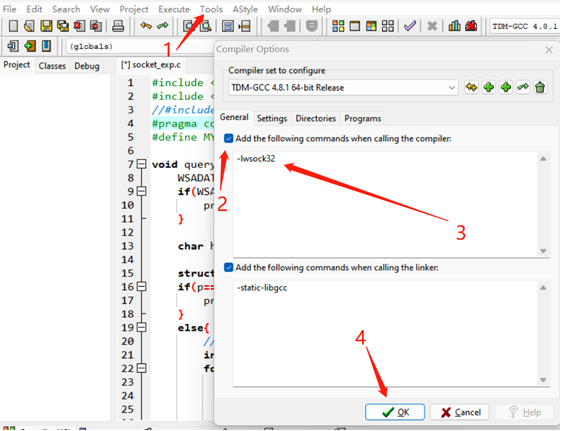 File Edit Search View Project Execute Tools AStyle Window Help
1
TDM-GCC 4.8.1
(globals)
Project Classes Debug
[*] socket_exp.c
1 #include <
2 #include <
3 //#include
4 #pragma co
5 #define MY
6
7 void query
8 WSADAT
9 if(WSA
10 pr
11 }
12
13 char h
14
15 struct
16 if(p==
17 pr
18 }
19 else{
20 //
21 in
22 fo
23
24
25
Compiler Options
Compiler set to configure
TDM-GCC 4.8.1 64-bit Release
General Settings Directories Programs
Add the following commands when calling the compiler:
-lwsock32
2
3
Add the following commands when calling the linker:
-static-libgcc
4
OK Cancel Help